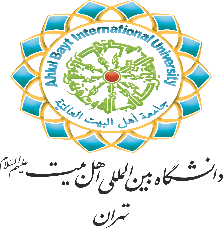 Ahlul Bayt International University
جامعة أهل البيت العالمية
دانشگاه بین المللی اهل بیت علیهم السلام
تهران